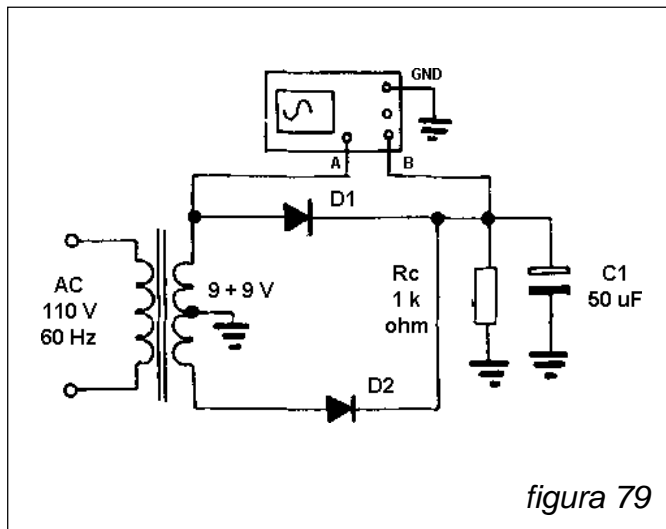 GND
A
B
D1
AC
110 V
60 Hz
9 + 9 V
Rc
1 k
ohm
C1
50 uF
D2
figura 79